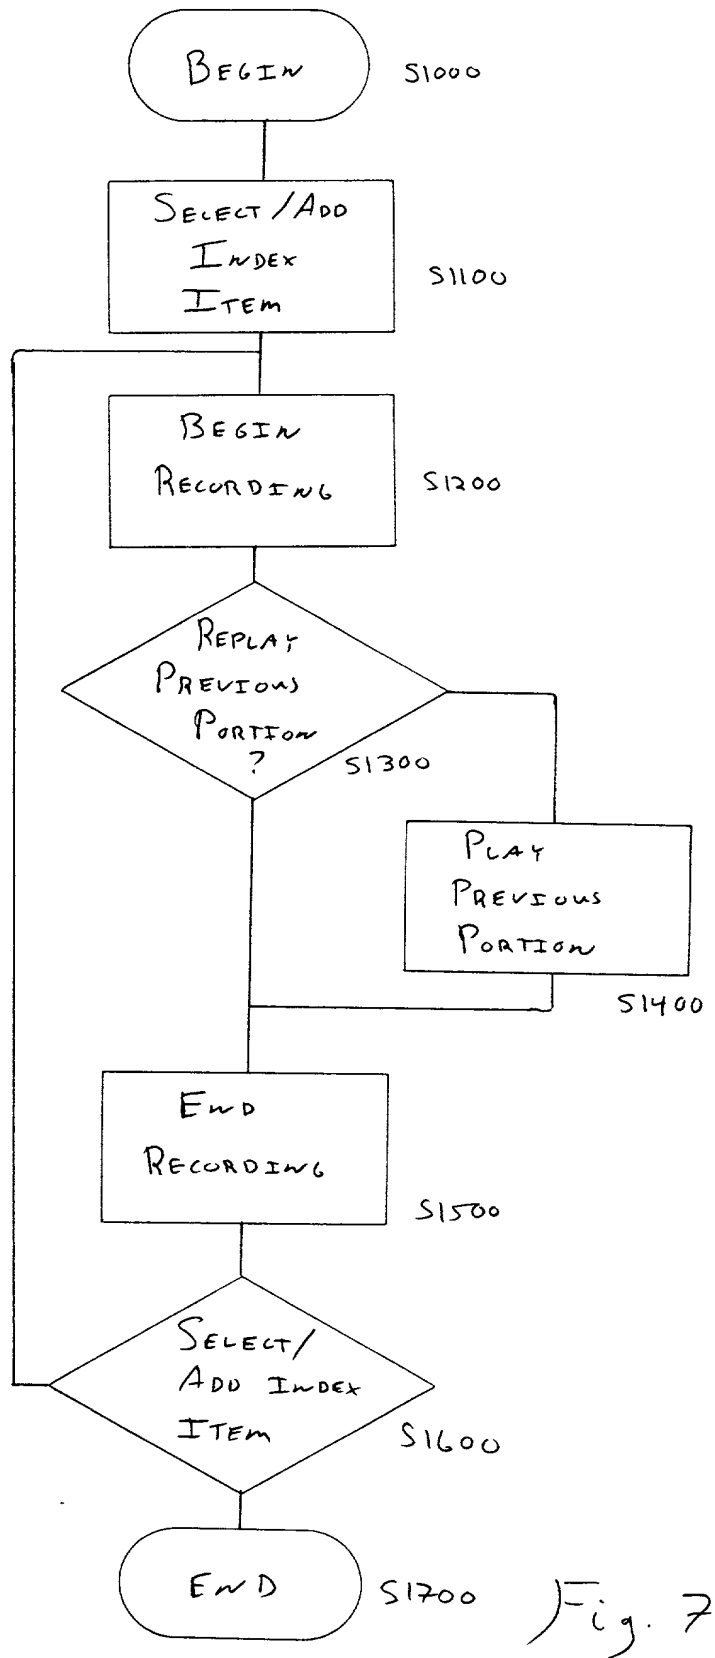 BEGIN
S1000
SELECT/ADD
INDEX
ITEM
S1100
BEGIN
RECORDING
S1200
REPLAY
PREVIOUS
PORTION
?
S1300
PLAY
PREVIOUS
PORTION
S1400
END
RECORDING
S1500
SELECT/
ADD INDEX
ITEM
S1600
END
S1700
Fig. 7